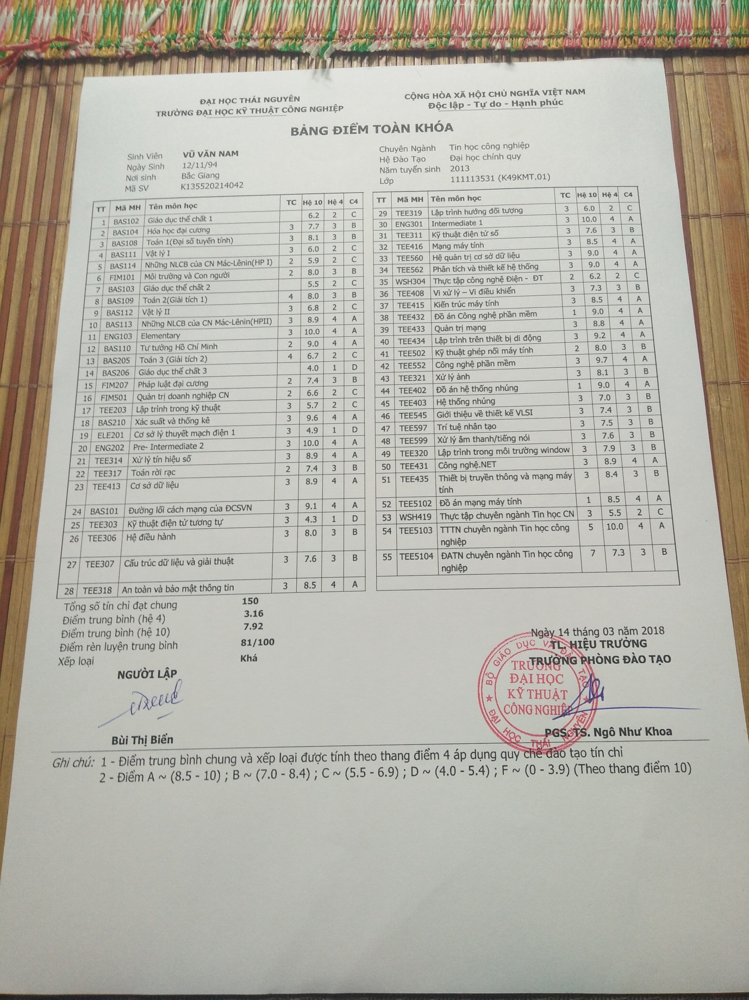 ĐẠI HỌC THÁI NGUYÊN
TRƯỜNG ĐẠI HỌC KỸ THUẬT CÔNG NGHIỆP
CỘNG HÒA XÃ HỘI CHỦ NGHĨA VIỆT NAM
Độc lập - Tự do - Hạnh phúc
BẢNG ĐIỂM TOÀN KHÓA
Sinh Viên VŨ VĂN NAM
Ngày Sinh 12/11/94
Nơi sinh Bắc Giang
Mã SV K135520214042
Chuyên Ngành Tin học công nghiệp
Hệ Đào Tạo Đại học chính quy
Năm tuyển sinh 2013
Lớp 111113531 (K49KMT.01)
TT Mã MH Tên môn học TC Hệ 10 Hệ 4 C4
1 BAS102 Giáo dục thể chất 1 6.2 2 C
2 BAS104 Hóa học đại cương 3 7.7 3 B
3 BAS108 Toán 1(Đại số tuyến tính) 3 8.1 3 B
4 BAS111 Vật lý I 3 6.0 2 C
5 BAS114 Những NLCB của CN Mác-Lênin(HP I) 2 5.9 2 C
6 FIM101 Môi trường và Con người 2 8.0 3 B
7 BAS103 Giáo dục thể chất 2 5.5 2 C
8 BAS109 Toán 2(Giải tích 1) 4 8.0 3 B
9 BAS112 Vật lý II 3 6.8 2 C
10 BAS113 Những NLCB của CN Mác-Lênin(HPII) 3 8.9 4 A
11 ENG103 Elementary 3 10.0 4 A
12 BAS110 Tư tưởng Hồ Chí Minh 2 9.0 4 A
13 BAS205 Toán 3 (Giải tích 2) 4 6.7 2 C
14 BAS206 Giáo dục thể chất 3 4.0 1 D
15 FIM207 Pháp luật đại cương 2 7.4 3 B
16 FIM501 Quản trị doanh nghiệp CN 2 6.6 2 C
17 TEE203 Lập trình trong kỹ thuật 3 5.7 2 C
18 BAS210 Xác suất và thống kê 3 9.6 4 A
19 ELE201 Cơ sở lý thuyết mạch điện 1 3 4.9 1 D
20 ENG202 Pre- Intermediate 2 3 10.0 4 A
21 TEE314 Xử lý tín hiệu số 3 8.9 4 A
22 TEE317 Toán rời rạc 2 7.4 3 B
23 TEE413 Cơ sở dữ liệu 3 8.9 4 A
24 BAS101 Đường lối cách mạng của ĐCSVN 3 9.1 4 A
25 TEE303 Kỹ thuật điện tử tương tự 3 4.3 1 D
26 TEE306 Hệ điều hành 3 8.0 3 B
27 TEE307 Cấu trúc dữ liệu và giải thuật 3 7.6 3 B
28 TEE318 An toàn và bảo mật thông tin 3 8.5 4 A
TT Mã MH Tên môn học TC Hệ 10 Hệ 4 C4
29 TEE319 Lập trình hướng đối tượng 3 6.0 2 C
30 ENG301 Intermediate 1 3 10.0 4 A
31 TEE311 Kỹ thuật điện tử số 3 7.6 3 B
32 TEE416 Mạng máy tính 3 8.5 4 A
33 TEE560 Hệ quản trị cơ sở dữ liệu 3 9.0 4 A
34 TEE562 Phân tích và thiết kế hệ thống 3 9.0 4 A
35 WSH304 Thực tập công nghệ Điện - ĐT 2 6.2 2 C
36 TEE408 Vi xử lý – Vi điều khiển 3 7.3 3 B
37 TEE415 Kiến trúc máy tính 3 8.5 4 A
38 TEE432 Đồ án Công nghệ phần mềm 1 9.0 4 A
39 TEE433 Quản trị mạng 3 8.8 4 A
40 TEE434 Lập trình trên thiết bị di động 3 9.2 4 A
41 TEE502 Kỹ thuật ghép nối máy tính 2 8.0 3 B
42 TEE552 Công nghệ phần mềm 3 9.7 4 A
43 TEE321 Xử lý ảnh 3 8.1 3 B
44 TEE402 Đồ án hệ thống nhúng 1 9.0 4 A
45 TEE403 Hệ thống nhúng 3 7.0 3 B
46 TEE545 Giới thiệu về thiết kế VLSI 3 7.4 3 B
47 TEE597 Trí tuệ nhân tạo 3 7.5 3 B
48 TEE599 Xử lý âm thanh/tiếng nói 3 7.6 3 B
49 TEE320 Lập trình trong môi trường window 3 7.9 3 B
50 TEE431 Công nghệ.NET 3 8.9 4 A
51 TEE435 Thiết bị truyền thông và mạng máy 3 8.4 3 B
tính
52 TEE5102 Đồ án mạng máy tính 1 8.5 4 A
53 WSH419 Thực tập chuyên ngành Tin học CN 3 5.5 2 C
54 TEE5103 TTTN chuyên ngành Tin học công 5 10.0 4 A
nghiệp
55 TEE5104 ĐATN chuyên ngành Tin học công 7 7.3 3 B
nghiệp
Tổng số tín chỉ đạt chung 150
Điểm trung bình (hệ 4) 3.16
Điểm trung bình (hệ 10) 7.92
Điểm rèn luyện trung bình 81/100
Xếp loại Khá
NGƯỜI LẬP
Bùi Thị Biển
Ngày 14 tháng 03 năm 2018
TL. HIỆU TRƯỞNG
TRƯỞNG PHÒNG ĐÀO TẠO
BỘ GIÁO DỤC VÀ ĐÀO TẠO
TRƯỜNG
ĐẠI HỌC
KỸ THUẬT
CÔNG NGHIỆP
ĐẠI HỌC THÁI NGUYÊN
PGS. TS. Ngô Như Khoa
Ghi chú: 1 - Điểm trung bình chung và xếp loại được tính theo thang điểm 4 áp dụng quy chế đào tạo tín chỉ
2 - Điểm A ~ (8.5 - 10) ; B ~ (7.0 - 8.4) ; C ~ (5.5 - 6.9) ; D ~ (4.0 - 5.4) ; F ~ (0 - 3.9) (Theo thang điểm 10)